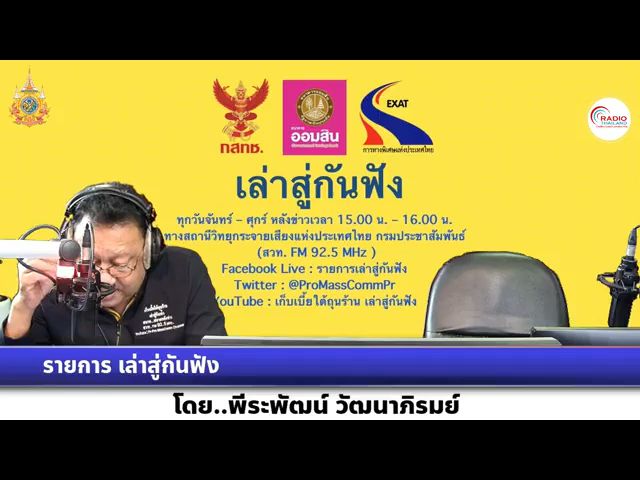 EXAT
RADIO
THAILAND
กสทช.
ธนาคาร
ออมสิน
การทางพิเศษแห่งประเทศไทย
เล่าสู่กันฟัง
ทุกวันจันทร์ – ศุกร์ หลังข่าวเวลา 15.00 น. – 16.00 น.
ทางสถานีวิทยุกระจายเสียงแห่งประเทศไทย กรมประชาสัมพันธ์
(สวท. FM 92.5 MHz )
Facebook Live : รายการเล่าสู่กันฟัง
Twitter : @ProMassCommPr
YouTube : เก็บเบี้ยใต้ถุนร้าน เล่าสู่กันฟัง
รายการ เล่าสู่กันฟัง
โดย..พีระพัฒน์ วัฒนาภิรมย์